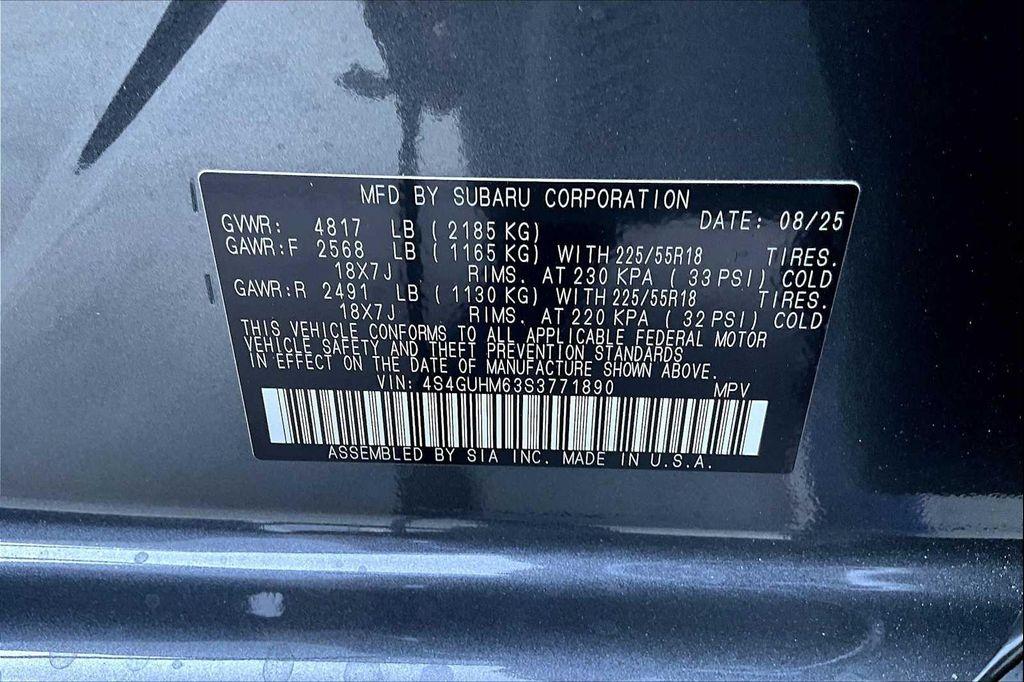 MFD BY SUBARU CORPORATION
GVWR: 4817 LB ( 2185 KG) DATE: 08/25
GAWR:F 2568 LB ( 1165 KG) WITH 225/55R18 TIRES.
18X7J RIMS. AT 230 KPA ( 33 PSI) COLD
GAWR:R 2491 LB ( 1130 KG) WITH 225/55R18 TIRES.
18X7J RIMS. AT 220 KPA ( 32 PSI) COLD
THIS VEHICLE CONFORMS TO ALL APPLICABLE FEDERAL MOTOR
VEHICLE SAFETY AND THEFT PREVENTION STANDARDS
IN EFFECT ON THE DATE OF MANUFACTURE SHOWN ABOVE.
VIN: 4S4GUHM63S3771890 MPV
ASSEMBLED BY SIA INC. MADE IN U.S.A.